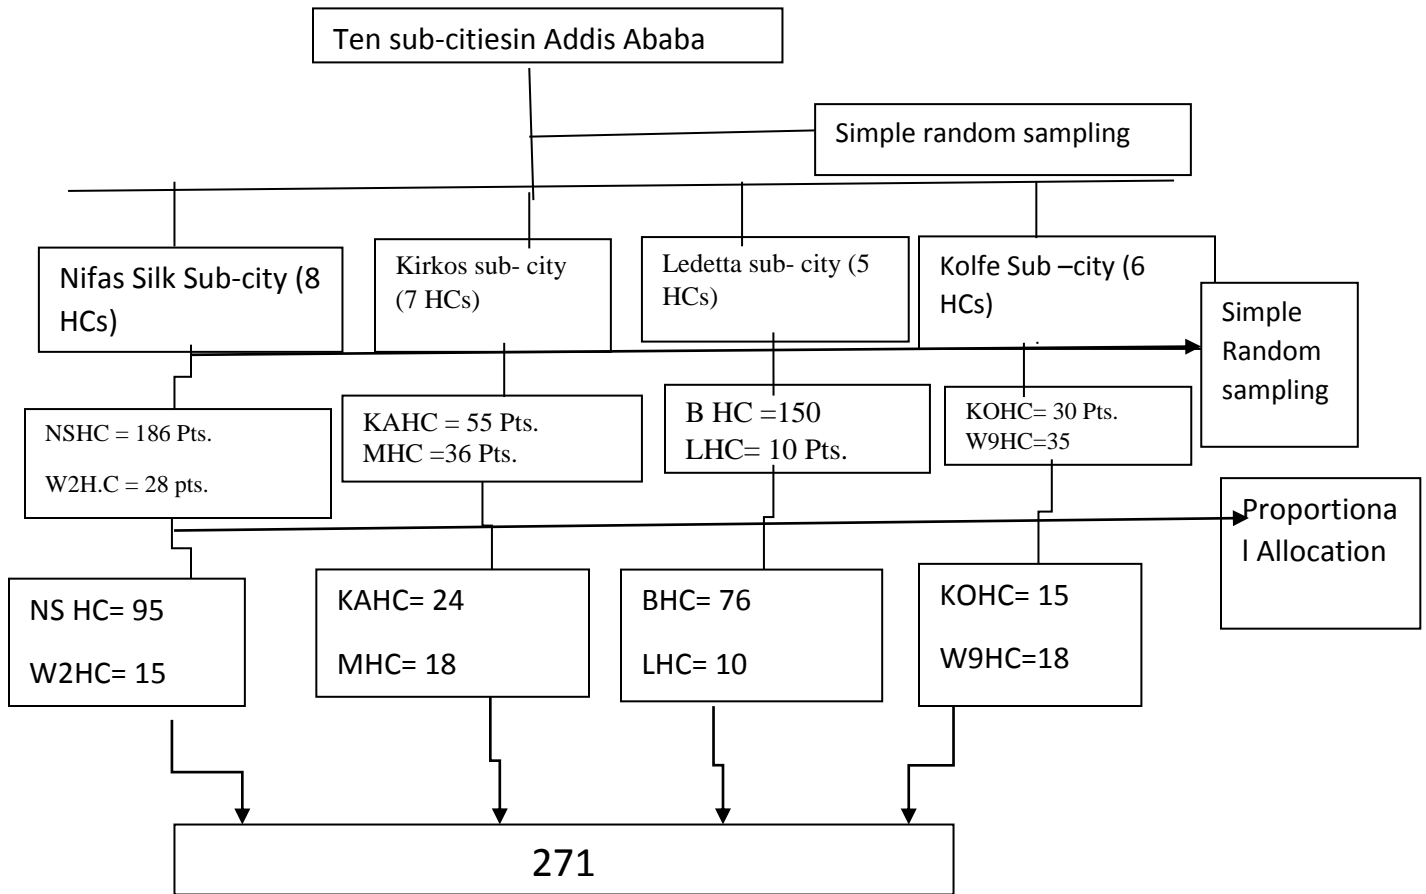 Ten sub-citiesin Addis Ababa
Simple random sampling
Nifas Silk Sub-city (8
HCs)
Kirkos sub- city
(7 HCs)
Ledetta sub- city (5
HCs)
Kolfe Sub –city (6
HCs)
Simple
Random
sampling
NSHC = 186 Pts.
W2H.C = 28 pts.
KAHC = 55 Pts.
MHC =36 Pts.
B HC =150
LHC= 10 Pts.
KOHC= 30 Pts.
W9HC=35
Proportiona
l Allocation
NS HC= 95
W2HC= 15
KAHC= 24
MHC= 18
BHC= 76
LHC= 10
KOHC= 15
W9HC=18
271